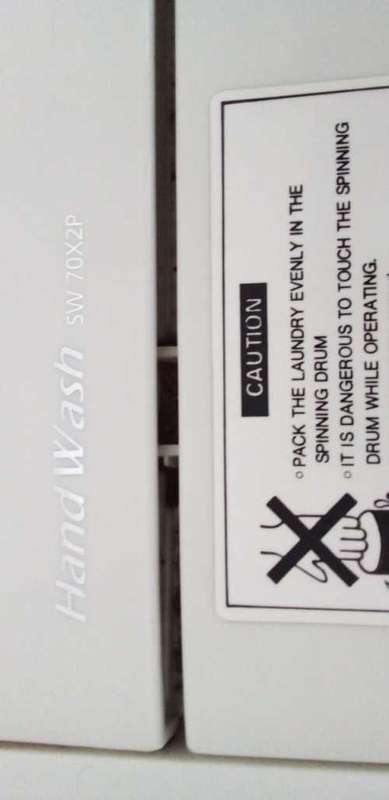 Hand Wash SW 70X2P
CAUTION
○ PACK THE LAUNDRY EVENLY IN THE
SPINNING DRUM
○ IT IS DANGEROUS TO TOUCH THE SPINNING
DRUM WHILE OPERATING.